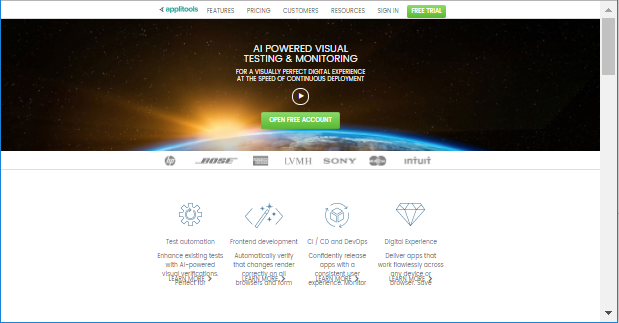 applitools FEATURES PRICING CUSTOMERS RESOURCES SIGN IN FREE TRIAL
AI POWERED VISUAL
TESTING & MONITORING
FOR A VISUALLY PERFECT DIGITAL EXPERIENCE
AT THE SPEED OF CONTINUOUS DEPLOYMENT
OPEN FREE ACCOUNT
hp BOSE LVMH SONY intuit
Test automation
Enhance existing tests
with AI-powered
visual verifications.
Perfect for
LEARN MORE
Frontend development
Automatically verify
that changes render
correctly on all
browsers and form
LEARN MORE
CI / CD and DevOps
Confidently release
apps with a
consistent user
experience. Monitor
LEARN MORE
Digital Experience
Deliver apps that
work flawlessly across
any device or
browser. Save
LEARN MORE